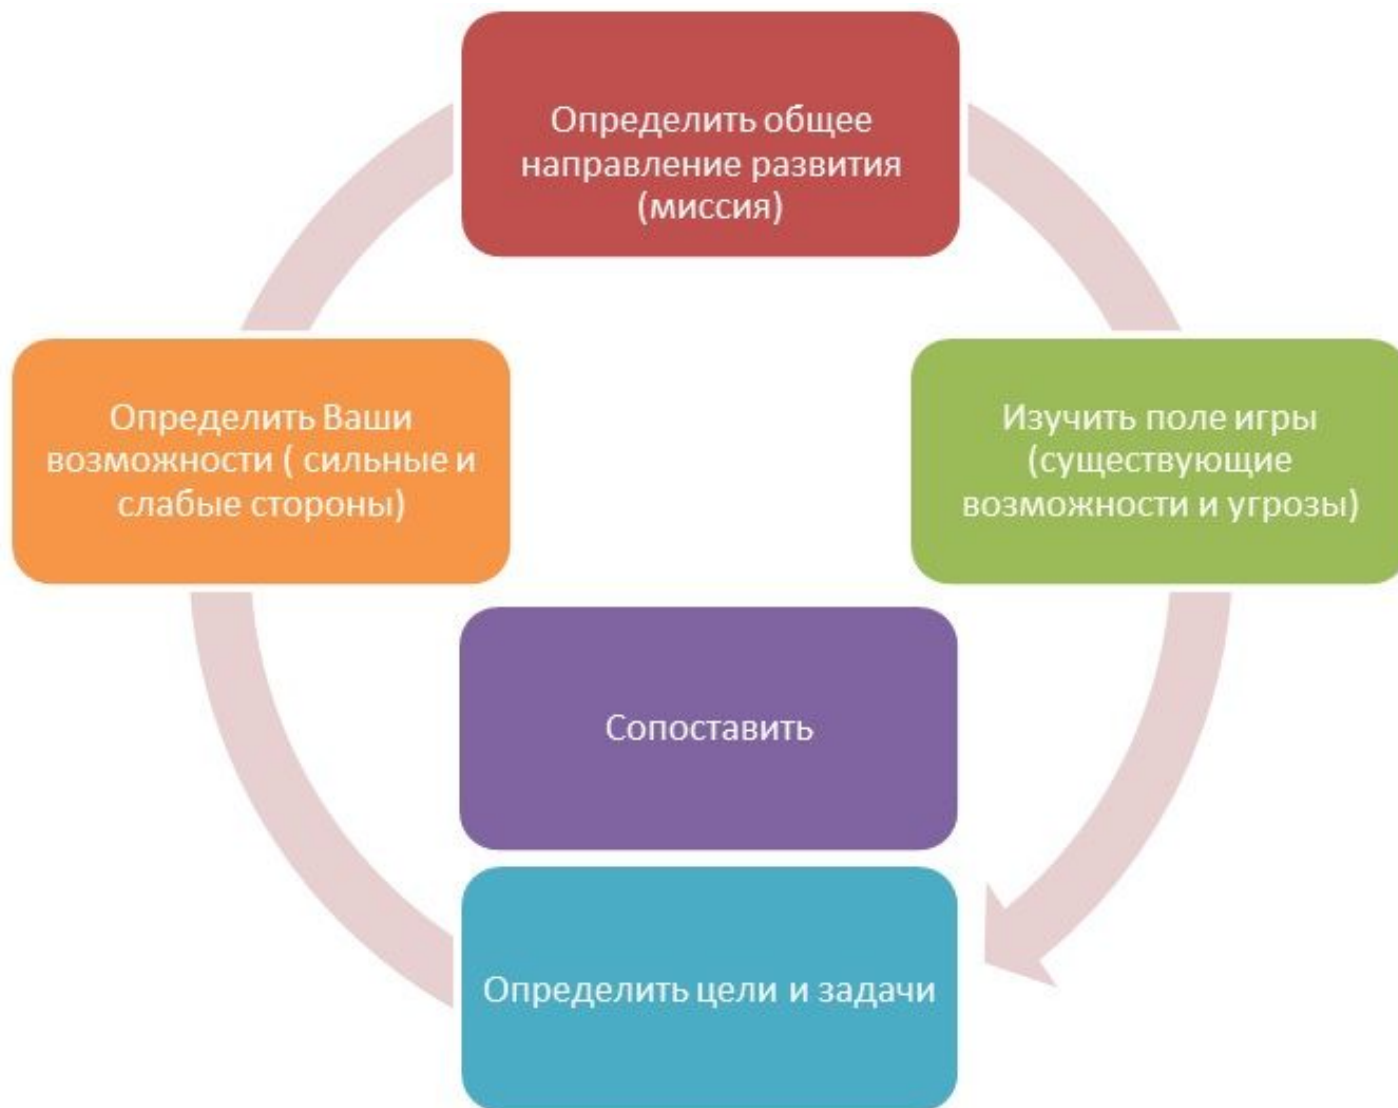 Определить общее
направление развития
(миссия)
Определить Ваши
возможности ( сильные и
слабые стороны)
Изучить поле игры
(существующие
возможности и угрозы)
Сопоставить
Определить цели и задачи